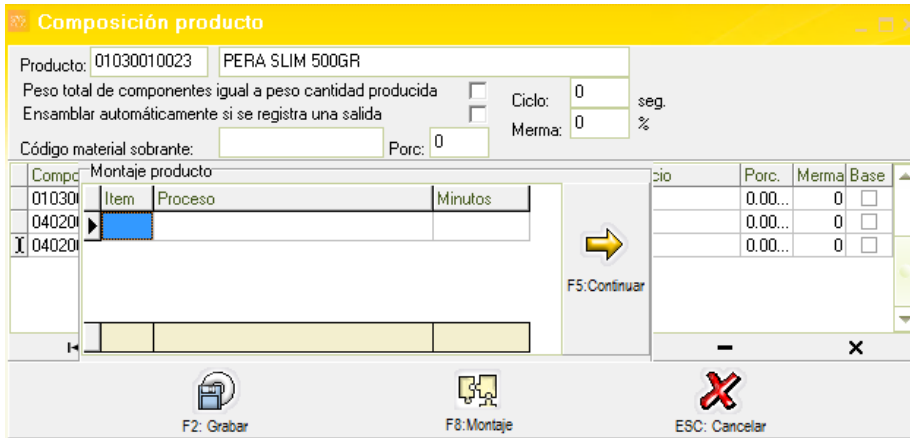 Composición producto
Producto: 01030010023 PERA SLIM 500GR
Peso total de componentes igual a peso cantidad producida
Ciclo: 0 seg.
Ensamblar automáticamente si se registra una salida
Merma: 0 %
Código material sobrante: Porc: 0
Montaje producto
Porc. Merma Base
Item Proceso Minutos
0.00... 0
0.00... 0
0.00... 0
F5:Continuar
F2: Grabar F8:Montaje ESC: Cancelar